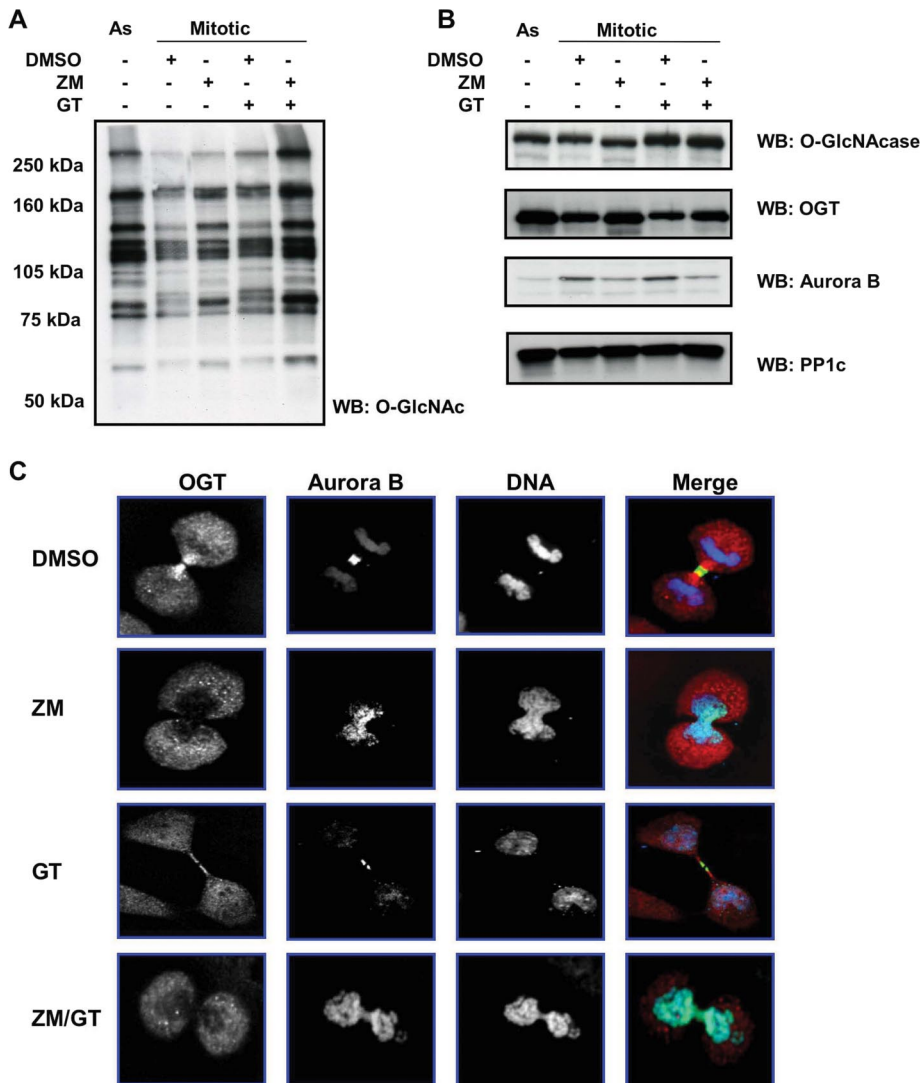 A
As Mitotic
DMSO - + - + -
ZM - - + - +
GT - - - + +
250 kDa
160 kDa
105 kDa
75 kDa
50 kDa
WB: O-GlcNAc
B
As Mitotic
DMSO - + - + -
ZM - - + - +
GT - - - + +
WB: O-GlcNAcase
WB: OGT
WB: Aurora B
WB: PP1c
C
OGT Aurora B DNA Merge
DMSO
ZM
GT
ZM/GT